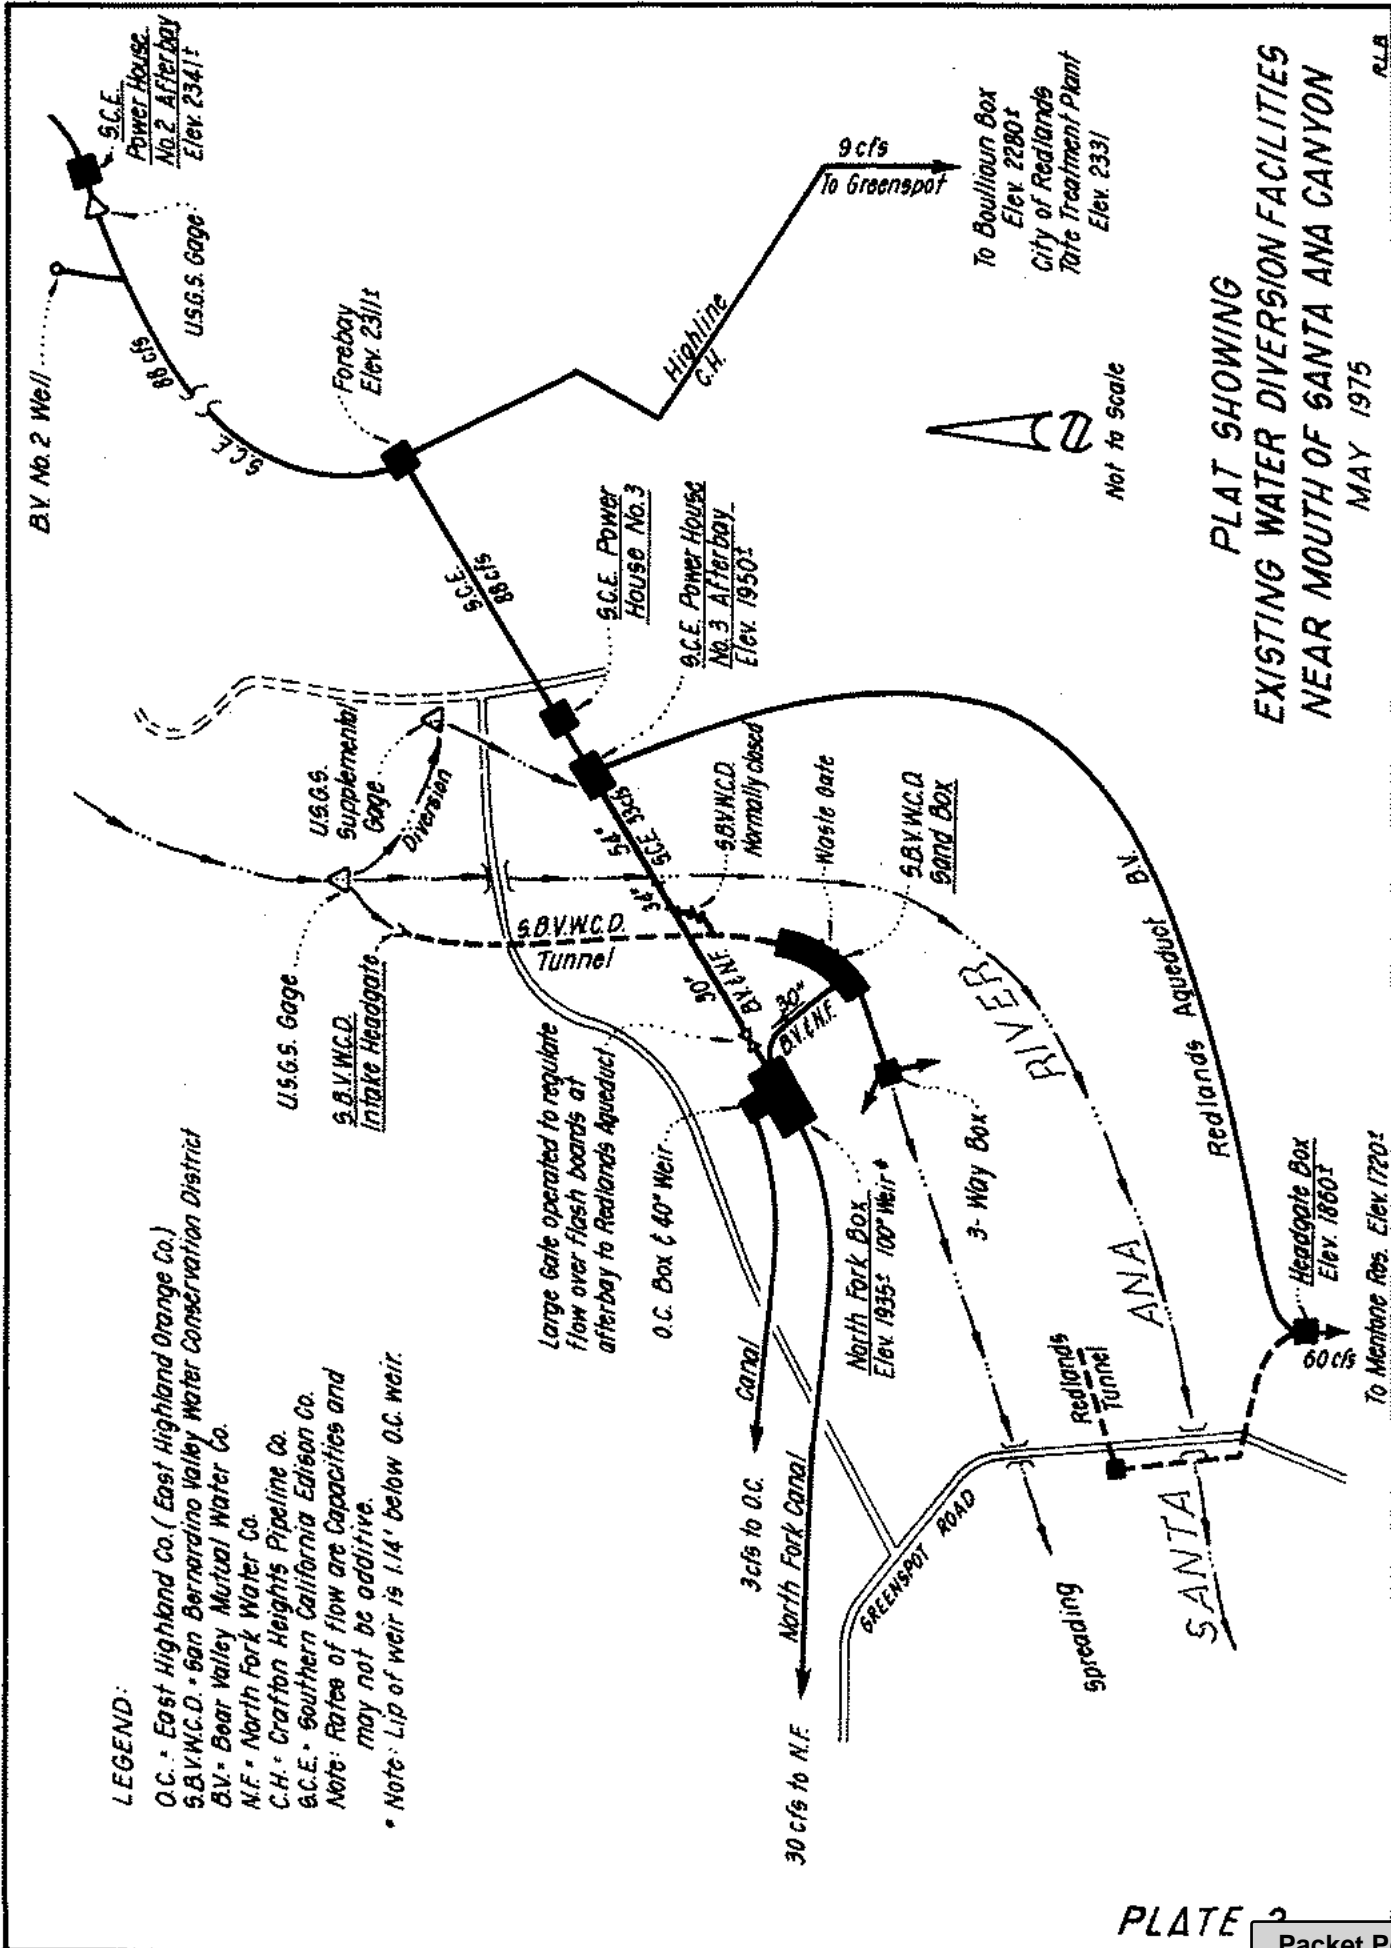 LEGEND:
O.C. = East Highland Co. (East Highland Orange Co.)
S.B.V.W.C.D. = San Bernardino Valley Water Conservation District
B.V. = Bear Valley Mutual Water Co.
N.F. = North Fork Water Co.
C.H. = Crafton Heights Pipeline Co.
S.C.E. = Southern California Edison Co.
Note: Rates of flow are Capacities and
may not be additive.
* Note: Lip of weir is 1.14' below O.C. weir.
B.V. No. 2 Well
S.C.E.
Power House
No. 2 Afterbay
Elev. 2341±
U.S.G.S. Gage
88 cfs
S.C.E.
Forebay
Elev. 2311±
Highline
C.H.
9 cfs
To Greenspot
To Boullioun Box
Elev. 2280±
City of Redlands
Tate Treatment Plant
Elev. 2331
S.C.E.
88 cfs
S.C.E. Power
House No. 3
S.C.E. Power House
No. 3 Afterbay
Elev. 1950±
U.S.G.S.
Supplemental
Gage
Diversion
U.S.G.S. Gage
S.B.V.W.C.D.
Intake Headgate
S.B.V.W.C.D.
Tunnel
54"
S.C.E. 33cfs
34"
S.B.V.W.C.D.
Normally closed
Waste Gate
S.B.V.W.C.D.
Sand Box
30"
B.V. & N.F.
30"
B.V. & N.F.
Large Gate operated to regulate
flow over flash boards at
afterbay to Redlands Aqueduct
O.C. Box & 40" Weir
North Fork Box
Elev. 1935± 100" Weir *
3-Way Box
Canal
3 cfs to O.C.
North Fork Canal
30 cfs to N.F.
GREENSPOT ROAD
Spreading
SANTA ANA RIVER
Redlands
Tunnel
Redlands Aqueduct B.V.
Headgate Box
Elev. 1860±
60 cfs
To Mentone Res. Elev. 1720±
Not to Scale
PLAT SHOWING
EXISTING WATER DIVERSION FACILITIES
NEAR MOUTH OF SANTA ANA CANYON
MAY 1975
R.L.B.
PLATE
Packet